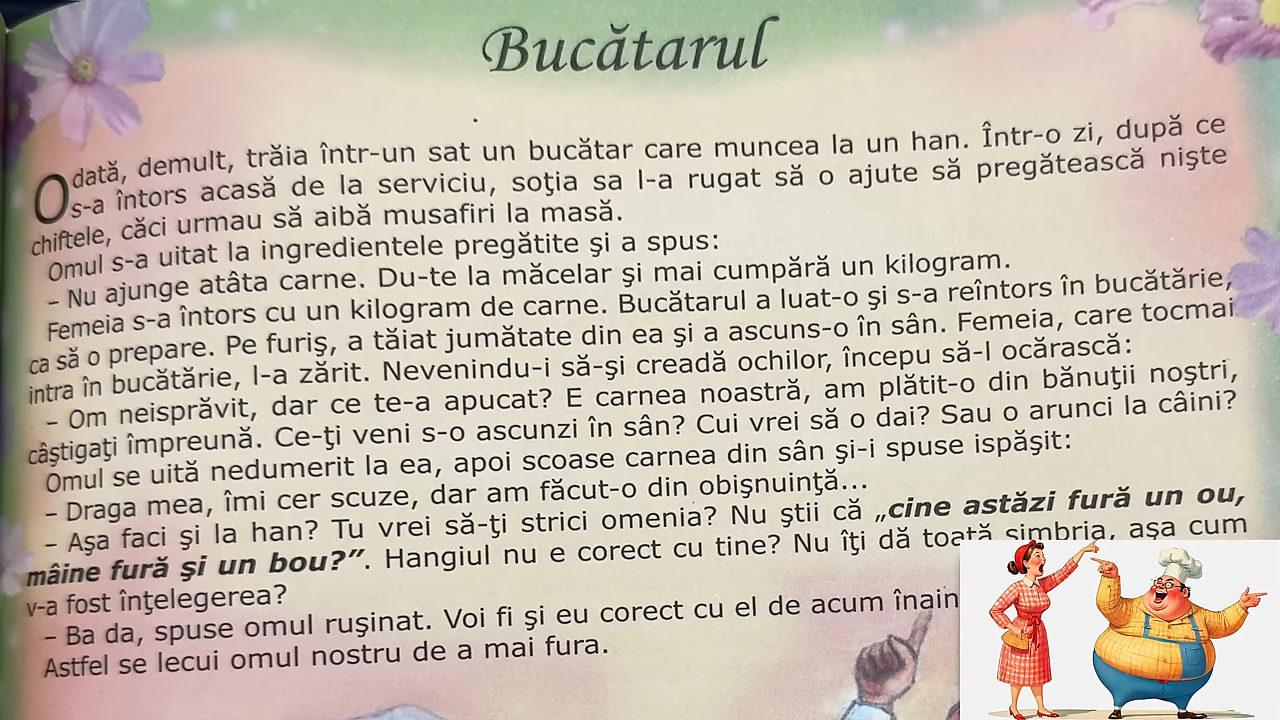 Bucătarul
Odată, demult, trăia într-un sat un bucătar care muncea la un han. Într-o zi, după ce
s-a întors acasă de la serviciu, soţia sa l-a rugat să o ajute să pregătească nişte
chiftele, căci urmau să aibă musafiri la masă.
Omul s-a uitat la ingredientele pregătite şi a spus:
– Nu ajunge atâta carne. Du-te la măcelar şi mai cumpără un kilogram.
Femeia s-a întors cu un kilogram de carne. Bucătarul a luat-o şi s-a reîntors în bucătărie,
ca să o prepare. Pe furiş, a tăiat jumătate din ea şi a ascuns-o în sân. Femeia, care tocmai
intra în bucătărie, l-a zărit. Nevenindu-i să-şi creadă ochilor, începu să-l ocărască:
– Om neisprăvit, dar ce te-a apucat? E carnea noastră, am plătit-o din bănuţii noştri,
câştigaţi împreună. Ce-ţi veni s-o ascunzi în sân? Cui vrei să o dai? Sau o arunci la câini?
Omul se uită nedumerit la ea, apoi scoase carnea din sân şi-i spuse ispăşit:
– Draga mea, îmi cer scuze, dar am făcut-o din obişnuinţă...
– Aşa faci şi la han? Tu vrei să-ţi strici omenia? Nu ştii că „cine astăzi fură un ou,
mâine fură şi un bou?”. Hangiul nu e corect cu tine? Nu îţi dă toată simbria, aşa cum
v-a fost înţelegerea?
– Ba da, spuse omul ruşinat. Voi fi şi eu corect cu el de acum
Astfel se lecui omul nostru de a mai fura.